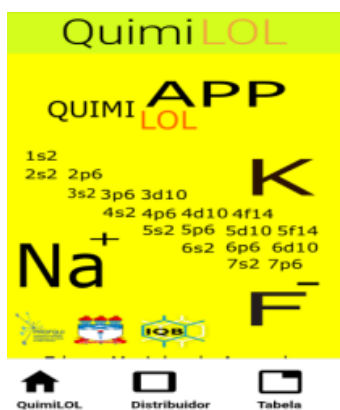 QuimiLOL
APP
QUIMI
LOL
1s2
2s2 2p6
K
3s2 3p6 3d10
4s2 4p6 4d10 4f14
5s2 5p6 5d10 5f14
6s2 6p6 6d10
7s2 7p6
Na+
F-
IQB
QuimiLOL Distribuidor Tabela